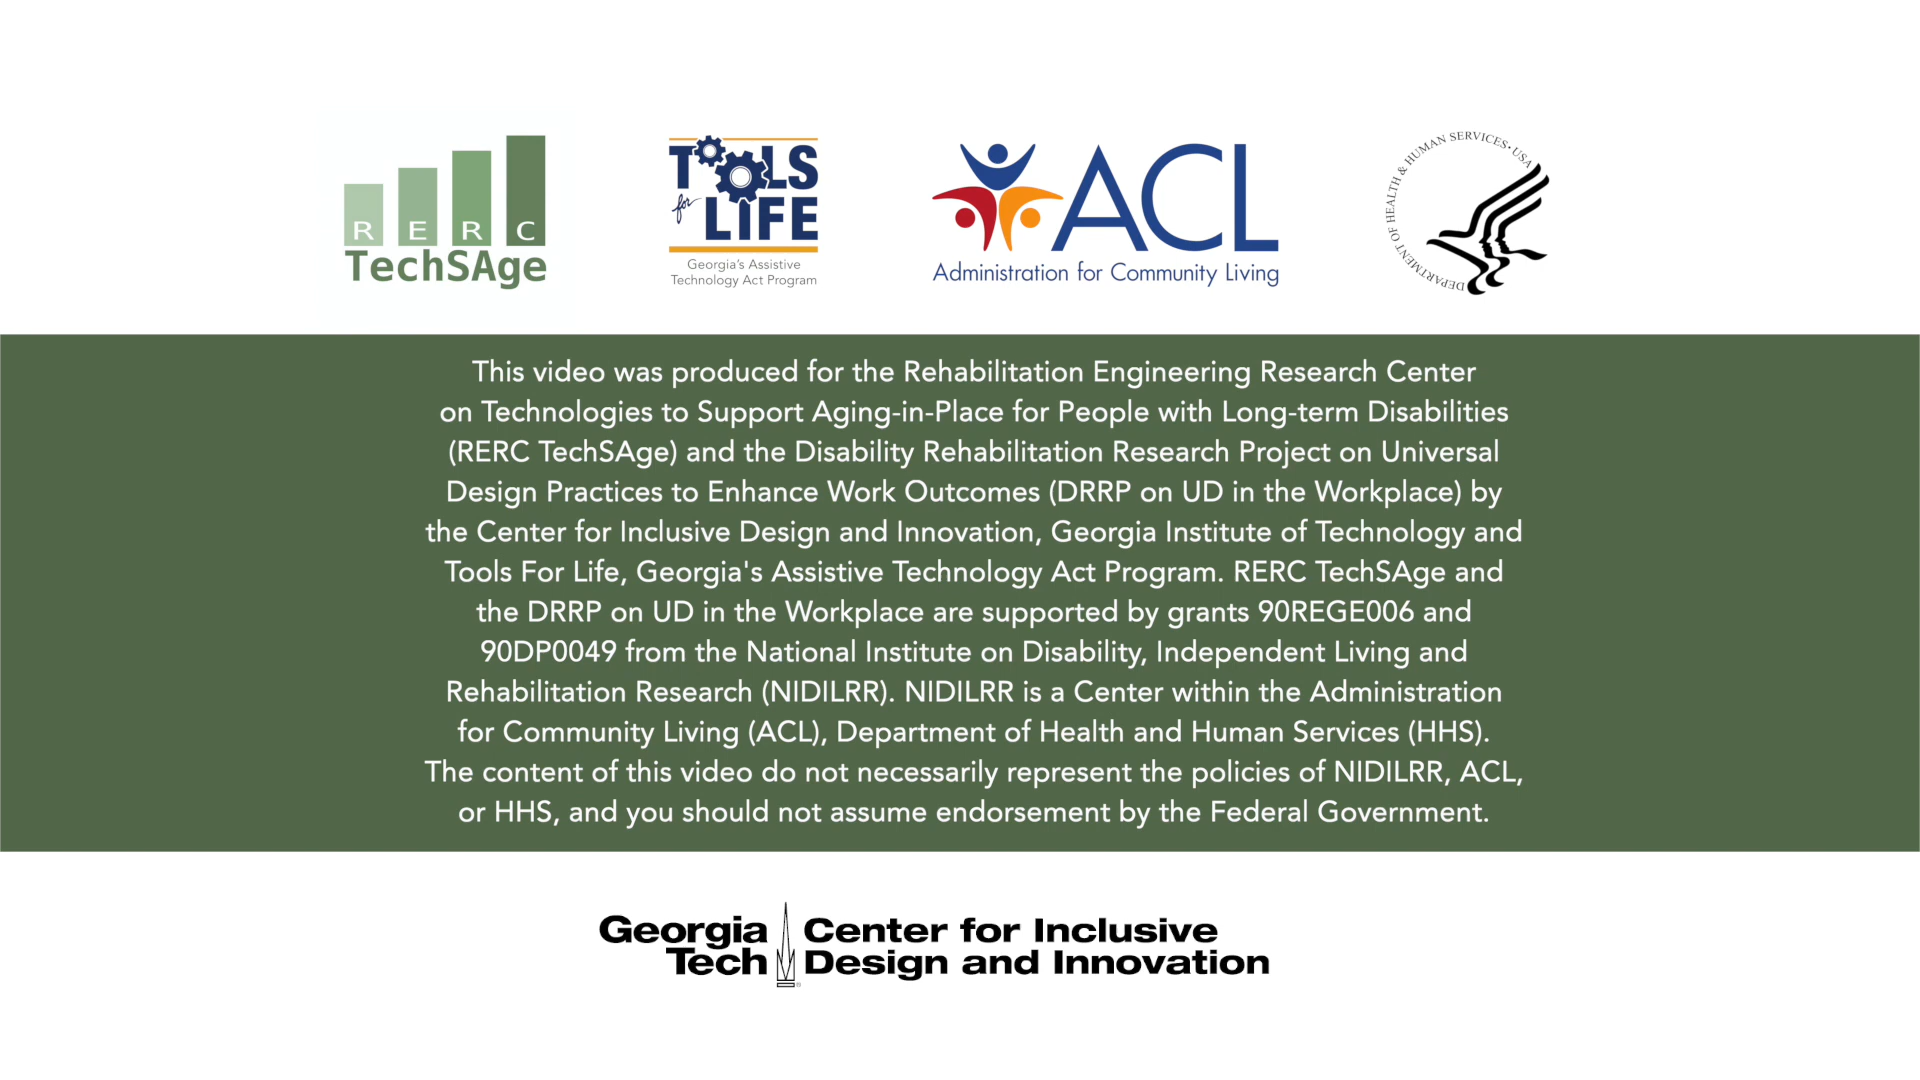 RERC
TechSAge
TOOLS
for LIFE
Georgia's Assistive
Technology Act Program
ACL
Administration for Community Living
DEPARTMENT OF HEALTH & HUMAN SERVICES • USA
This video was produced for the Rehabilitation Engineering Research Center
on Technologies to Support Aging-in-Place for People with Long-term Disabilities
(RERC TechSAge) and the Disability Rehabilitation Research Project on Universal
Design Practices to Enhance Work Outcomes (DRRP on UD in the Workplace) by
the Center for Inclusive Design and Innovation, Georgia Institute of Technology and
Tools For Life, Georgia's Assistive Technology Act Program. RERC TechSAge and
the DRRP on UD in the Workplace are supported by grants 90REGE006 and
90DP0049 from the National Institute on Disability, Independent Living and
Rehabilitation Research (NIDILRR). NIDILRR is a Center within the Administration
for Community Living (ACL), Department of Health and Human Services (HHS).
The content of this video do not necessarily represent the policies of NIDILRR, ACL,
or HHS, and you should not assume endorsement by the Federal Government.
Georgia
Tech
Center for Inclusive
Design and Innovation